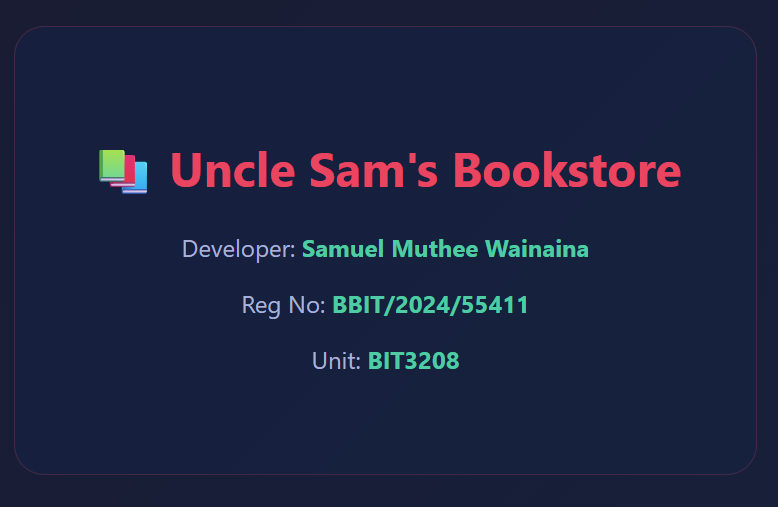 Uncle Sam's Bookstore
Developer: Samuel Muthee Wainaina
Reg No: BBIT/2024/55411
Unit: BIT3208